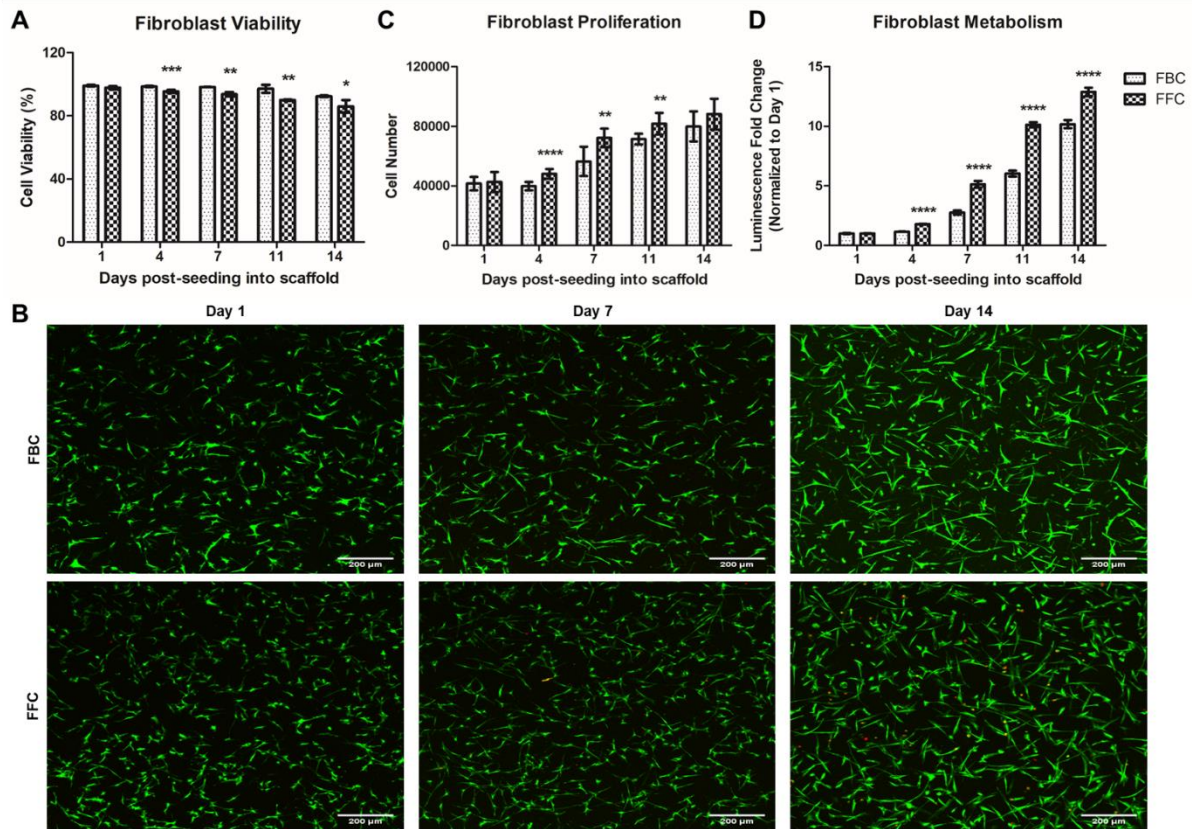 A
Fibroblast Viability
120
80
40
0
Cell Viability (%)
***
**
**
*
1 4 7 11 14
Days post-seeding into scaffold
C
Fibroblast Proliferation
120000
80000
40000
0
Cell Number
****
**
**
1 4 7 11 14
Days post-seeding into scaffold
D
Fibroblast Metabolism
15
10
5
0
Luminescence Fold Change
(Normalized to Day 1)
****
****
****
****
1 4 7 11 14
Days post-seeding into scaffold
FBC
FFC
B
Day 1 Day 7 Day 14
FBC
200 µm 200 µm 200 µm
FFC
200 µm 200 µm 200 µm